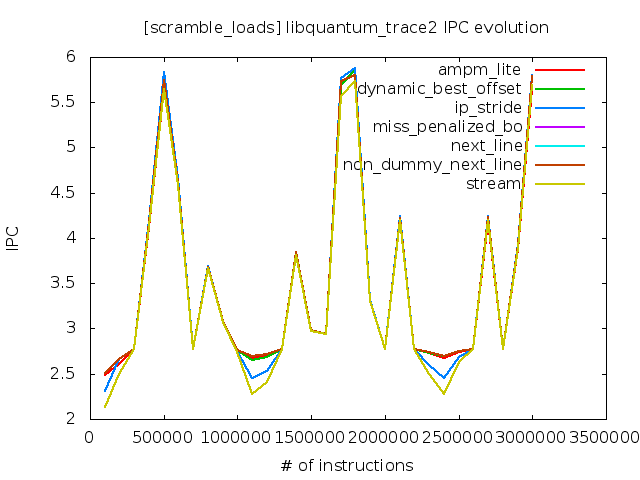 [scramble_loads] libquantum_trace2 IPC evolution
6
5.5
5
4.5
4
3.5
3
2.5
2
IPC
ampm_lite
dynamic_best_offset
ip_stride
miss_penalized_bo
next_line
non_dummy_next_line
stream
0 500000 1000000 1500000 2000000 2500000 3000000 3500000
# of instructions